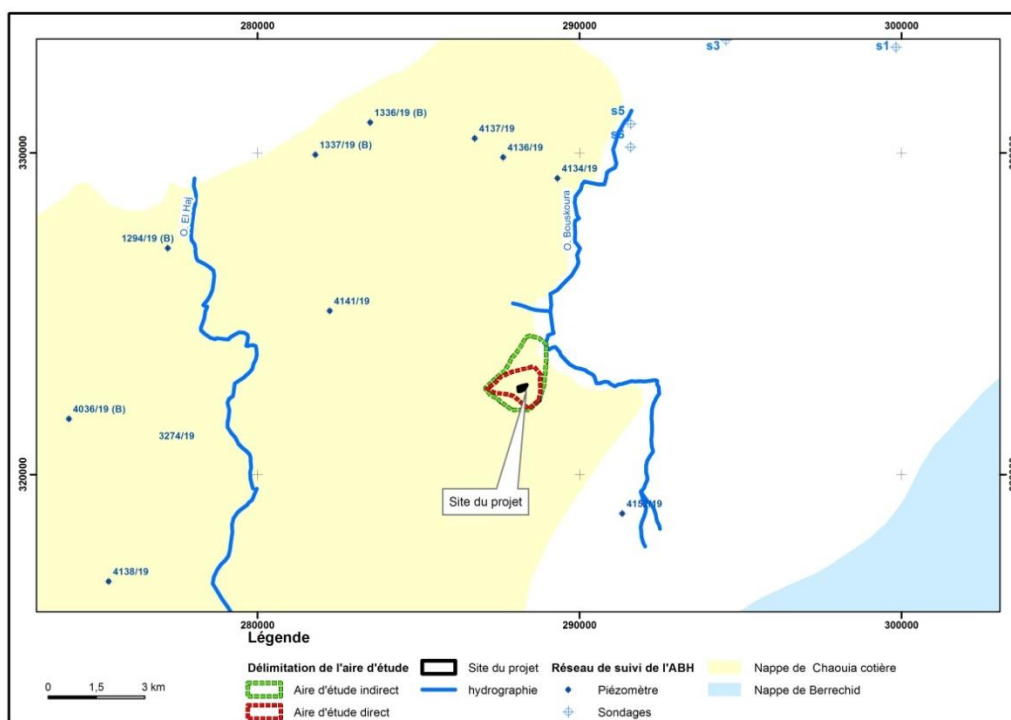 280000
290000
300000
s3
s1
1336/19 (B)
s5
4137/19
1337/19 (B)
4136/19
330000
4134/19
330000
O. El Haj
O. Bouskoura
1294/19 (B)
4141/19
4036/19 (B)
3274/19
320000
Site du projet
4138/19
280000
290000
300000
Légende
Délimitation de l'aire d'étude
Site du projet
Réseau de suivi de l'ABH
Nappe de Chaouia cotière
0 1,5 3 km
Aire d'étude indirect
hydrographie
Piézomètre
Nappe de Berrechid
Aire d'étude direct
Sondages